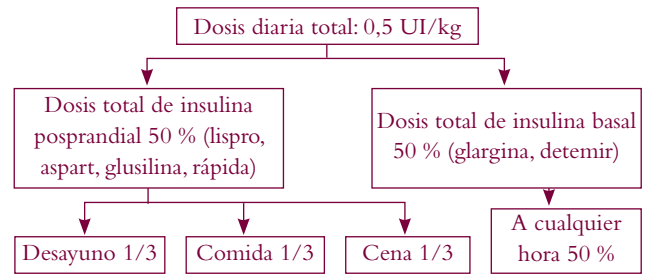 Dosis diaria total: 0,5 UI/kg
Dosis total de insulina
posprandial 50 % (lispro,
aspart, glusilina, rápida)
Dosis total de insulina basal
50 % (glargina, detemir)
Desayuno 1/3
Comida 1/3
Cena 1/3
A cualquier
hora 50 %